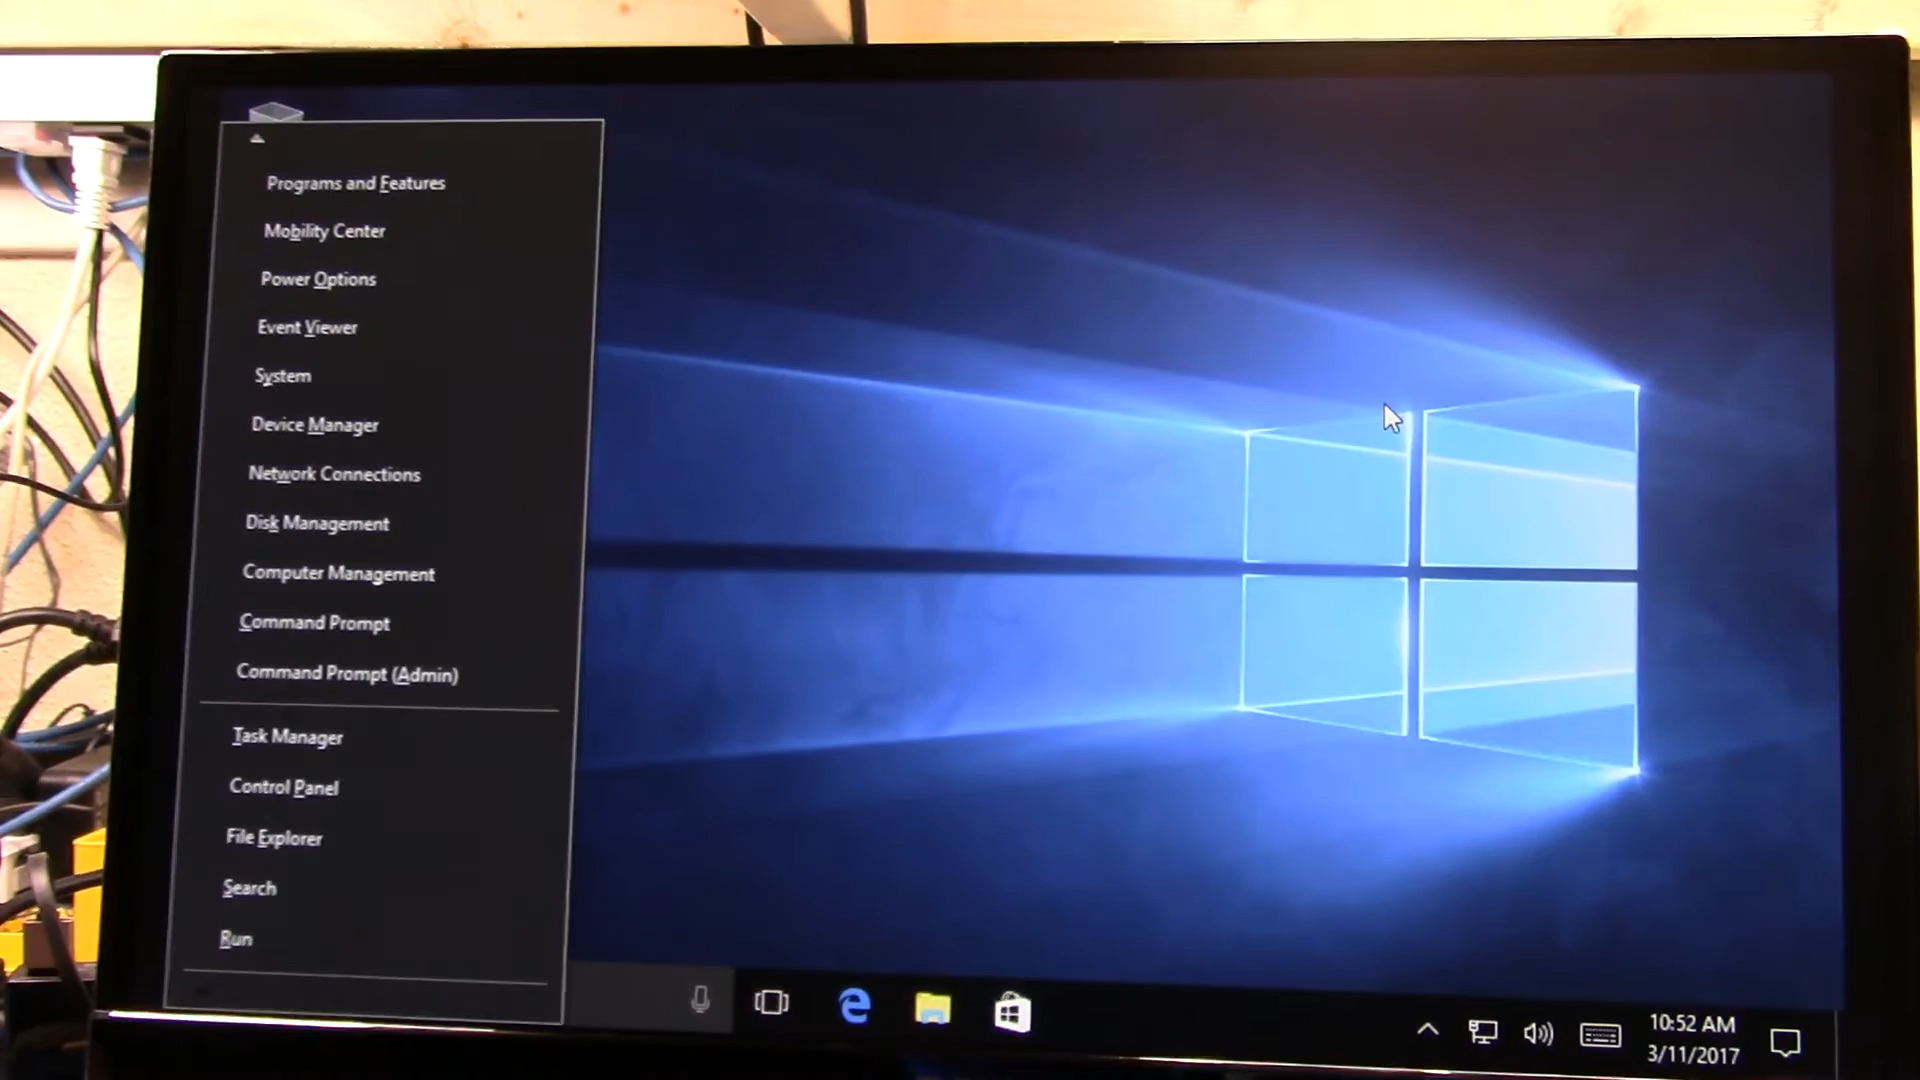 Programs and Features
Mobility Center
Power Options
Event Viewer
System
Device Manager
Network Connections
Disk Management
Computer Management
Command Prompt
Command Prompt (Admin)
Task Manager
Control Panel
File Explorer
Search
Run
10:52 AM
3/11/2017